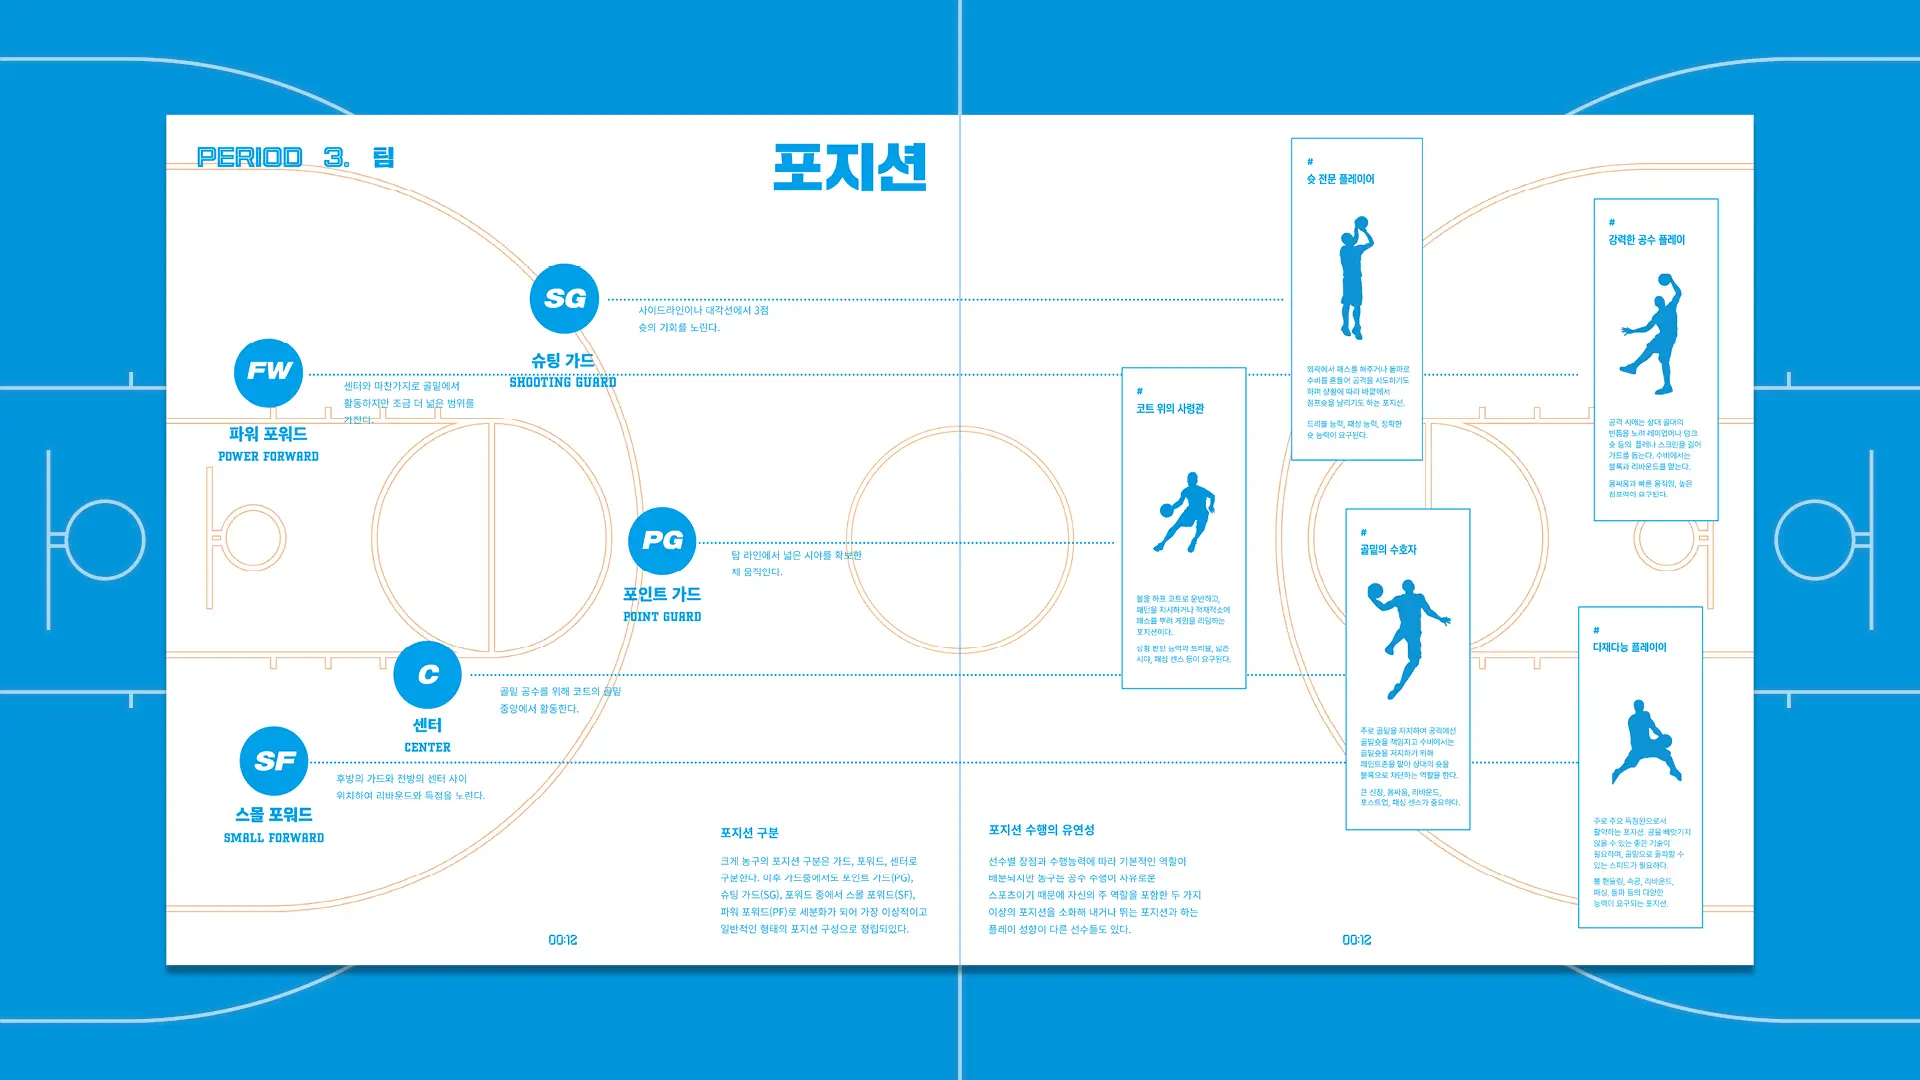 PERIOD 3. 팀
포지션
SG
사이드라인이나 대각선에서 3점
슛의 기회를 노린다.
슈팅 가드
SHOOTING GUARD
FW
센터와 마찬가지로 골밑에서
활동하지만 조금 더 넓은 범위를
가진다.
파워 포워드
POWER FORWARD
PG
탑 라인에서 넓은 시야를 확보한
채 움직인다.
포인트 가드
POINT GUARD
C
골밑 공수를 위해 코트의 골밑
중앙에서 활동한다.
센터
CENTER
SF
후방의 가드와 전방의 센터 사이
위치하여 리바운드와 득점을 노린다.
스몰 포워드
SMALL FORWARD
포지션 구분
크게 농구의 포지션 구분은 가드, 포워드, 센터로
구분한다. 이후 가드중에서도 포인트 가드(PG),
슈팅 가드(SG), 포워드 중에서 스몰 포워드(SF),
파워 포워드(PF)로 세분화가 되어 가장 이상적이고
일반적인 형태의 포지션 구성으로 정립되있다.
00:12
포지션 수행의 유연성
선수별 장점과 수행능력에 따라 기본적인 역할이
배분되지만 농구는 공수 수행이 자유로운
스포츠이기 때문에 자신의 주 역할을 포함한 두 가지
이상의 포지션을 소화해 내거나 뛰는 포지션과 하는
플레이 성향이 다른 선수들도 있다.
00:12
#
코트 위의 사령관
볼을 하프 코트로 운반하고,
패턴을 지시하거나 적재적소에
패스를 뿌려 게임을 리딩하는
포지션이다.
상황 판단 능력과 드리블, 넓은
시야, 패싱 센스 등이 요구된다.
#
슛 전문 플레이어
외곽에서 패스를 해주거나 돌파로
수비를 흔들어 공격을 시도하기도
하며 상황에 따라 바깥에서
점프슛을 날리기도 하는 포지션.
드리블 능력, 패싱 능력, 정확한
슛 능력이 요구된다.
#
골밑의 수호자
주로 골밑을 차지하여 공격에선
골밑슛을 책임지고 수비에서는
골밑슛을 저지하기 위해
페인트존을 맡아 상대의 슛을
블록으로 차단하는 역할을 한다.
큰 신장, 몸싸움, 리바운드,
포스트업, 패싱 센스가 중요하다.
#
강력한 공수 플레이
공격 시에는 상대 골대의
빈틈을 노려 레이업이나 덩크
슛 등의 플레나 스크린을 걸어
가드를 돕는다. 수비에서는
블록과 리바운드를 맡는다.
몸싸움과 빠른 움직임, 높은
점프력이 요구된다.
#
다재다능 플레이어
주로 주요 득점원으로서
활약하는 포지션. 공을 빼앗기지
않을 수 있는 좋은 기술이
필요하며, 골밑으로 돌파할 수
있는 스피드가 필요하다.
볼 핸들링, 속공, 리바운드,
패싱, 돌파 등의 다양한
능력이 요구되는 포지션.